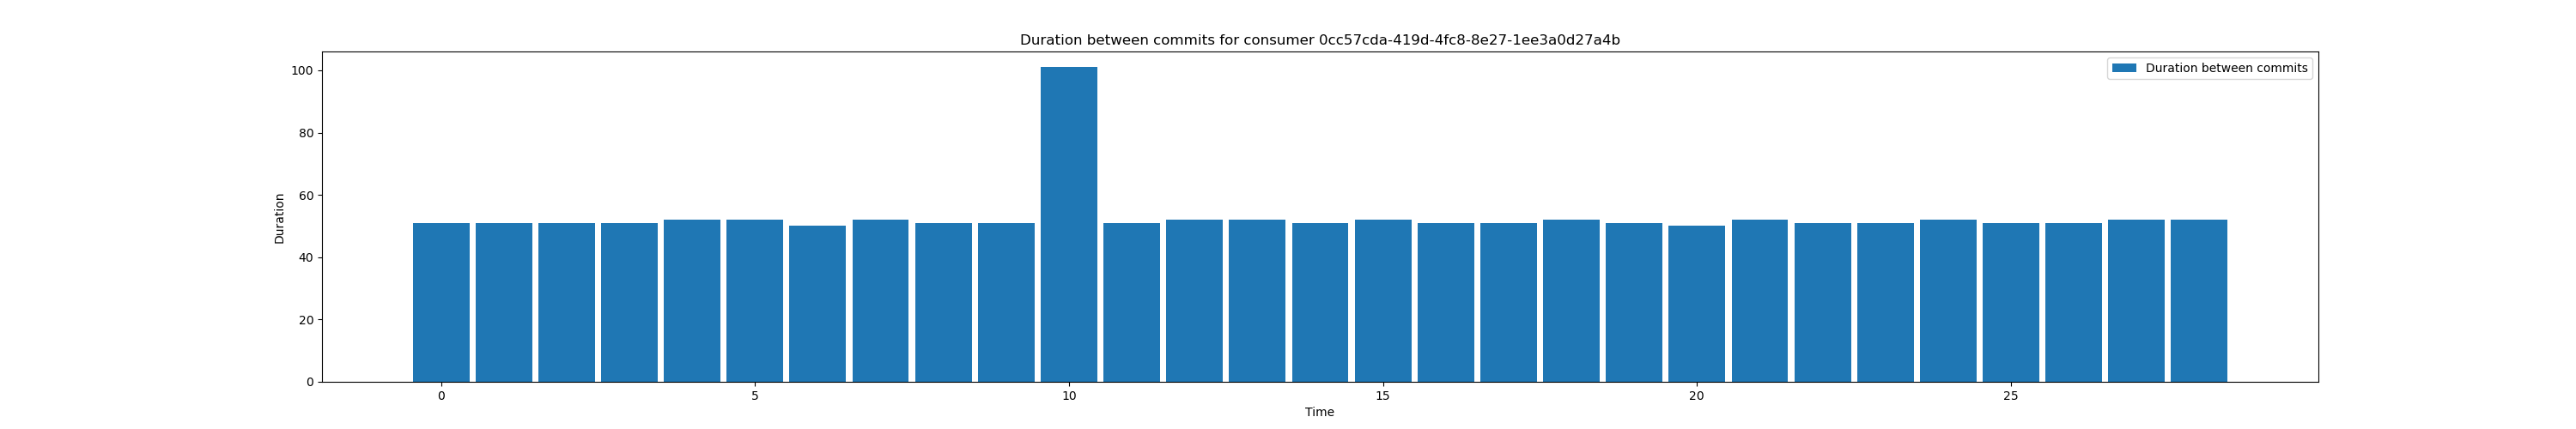 Duration between commits for consumer 0cc57cda-419d-4fc8-8e27-1ee3a0d27a4b
Duration between commits
100
80
60
40
20
0
Duration
0 5 10 15 20 25
Time